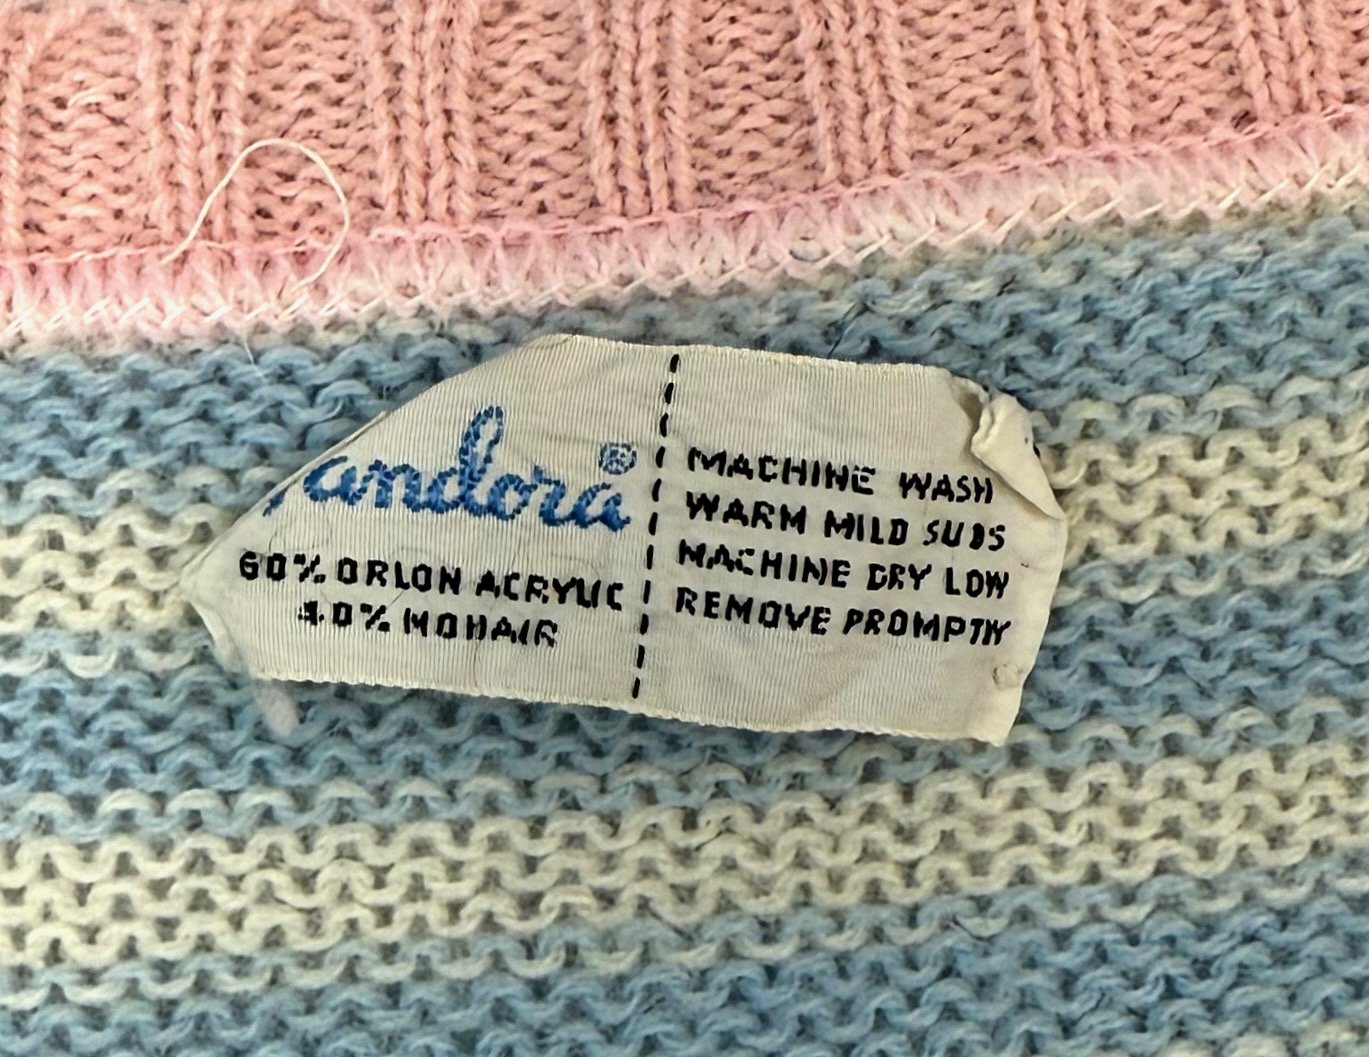 andora®
60% ORLON ACRYLIC
40% MOHAIR
MACHINE WASH
WARM MILD SUDS
MACHINE DRY LOW
REMOVE PROMPTLY